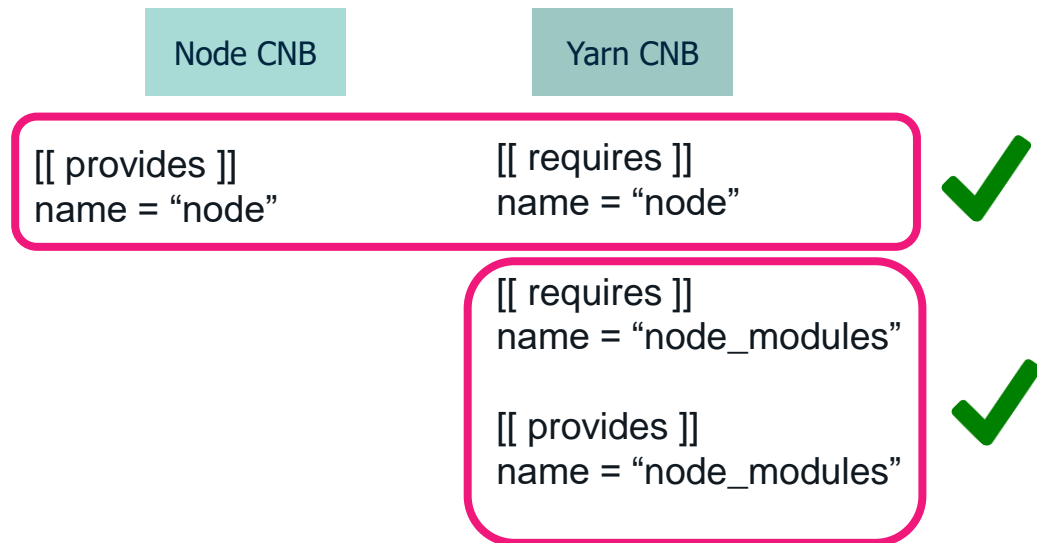 Node CNB
Yarn CNB
[[ provides ]]
name = “node”
[[ requires ]]
name = “node”
[[ requires ]]
name = “node_modules”
[[ provides ]]
name = “node_modules”